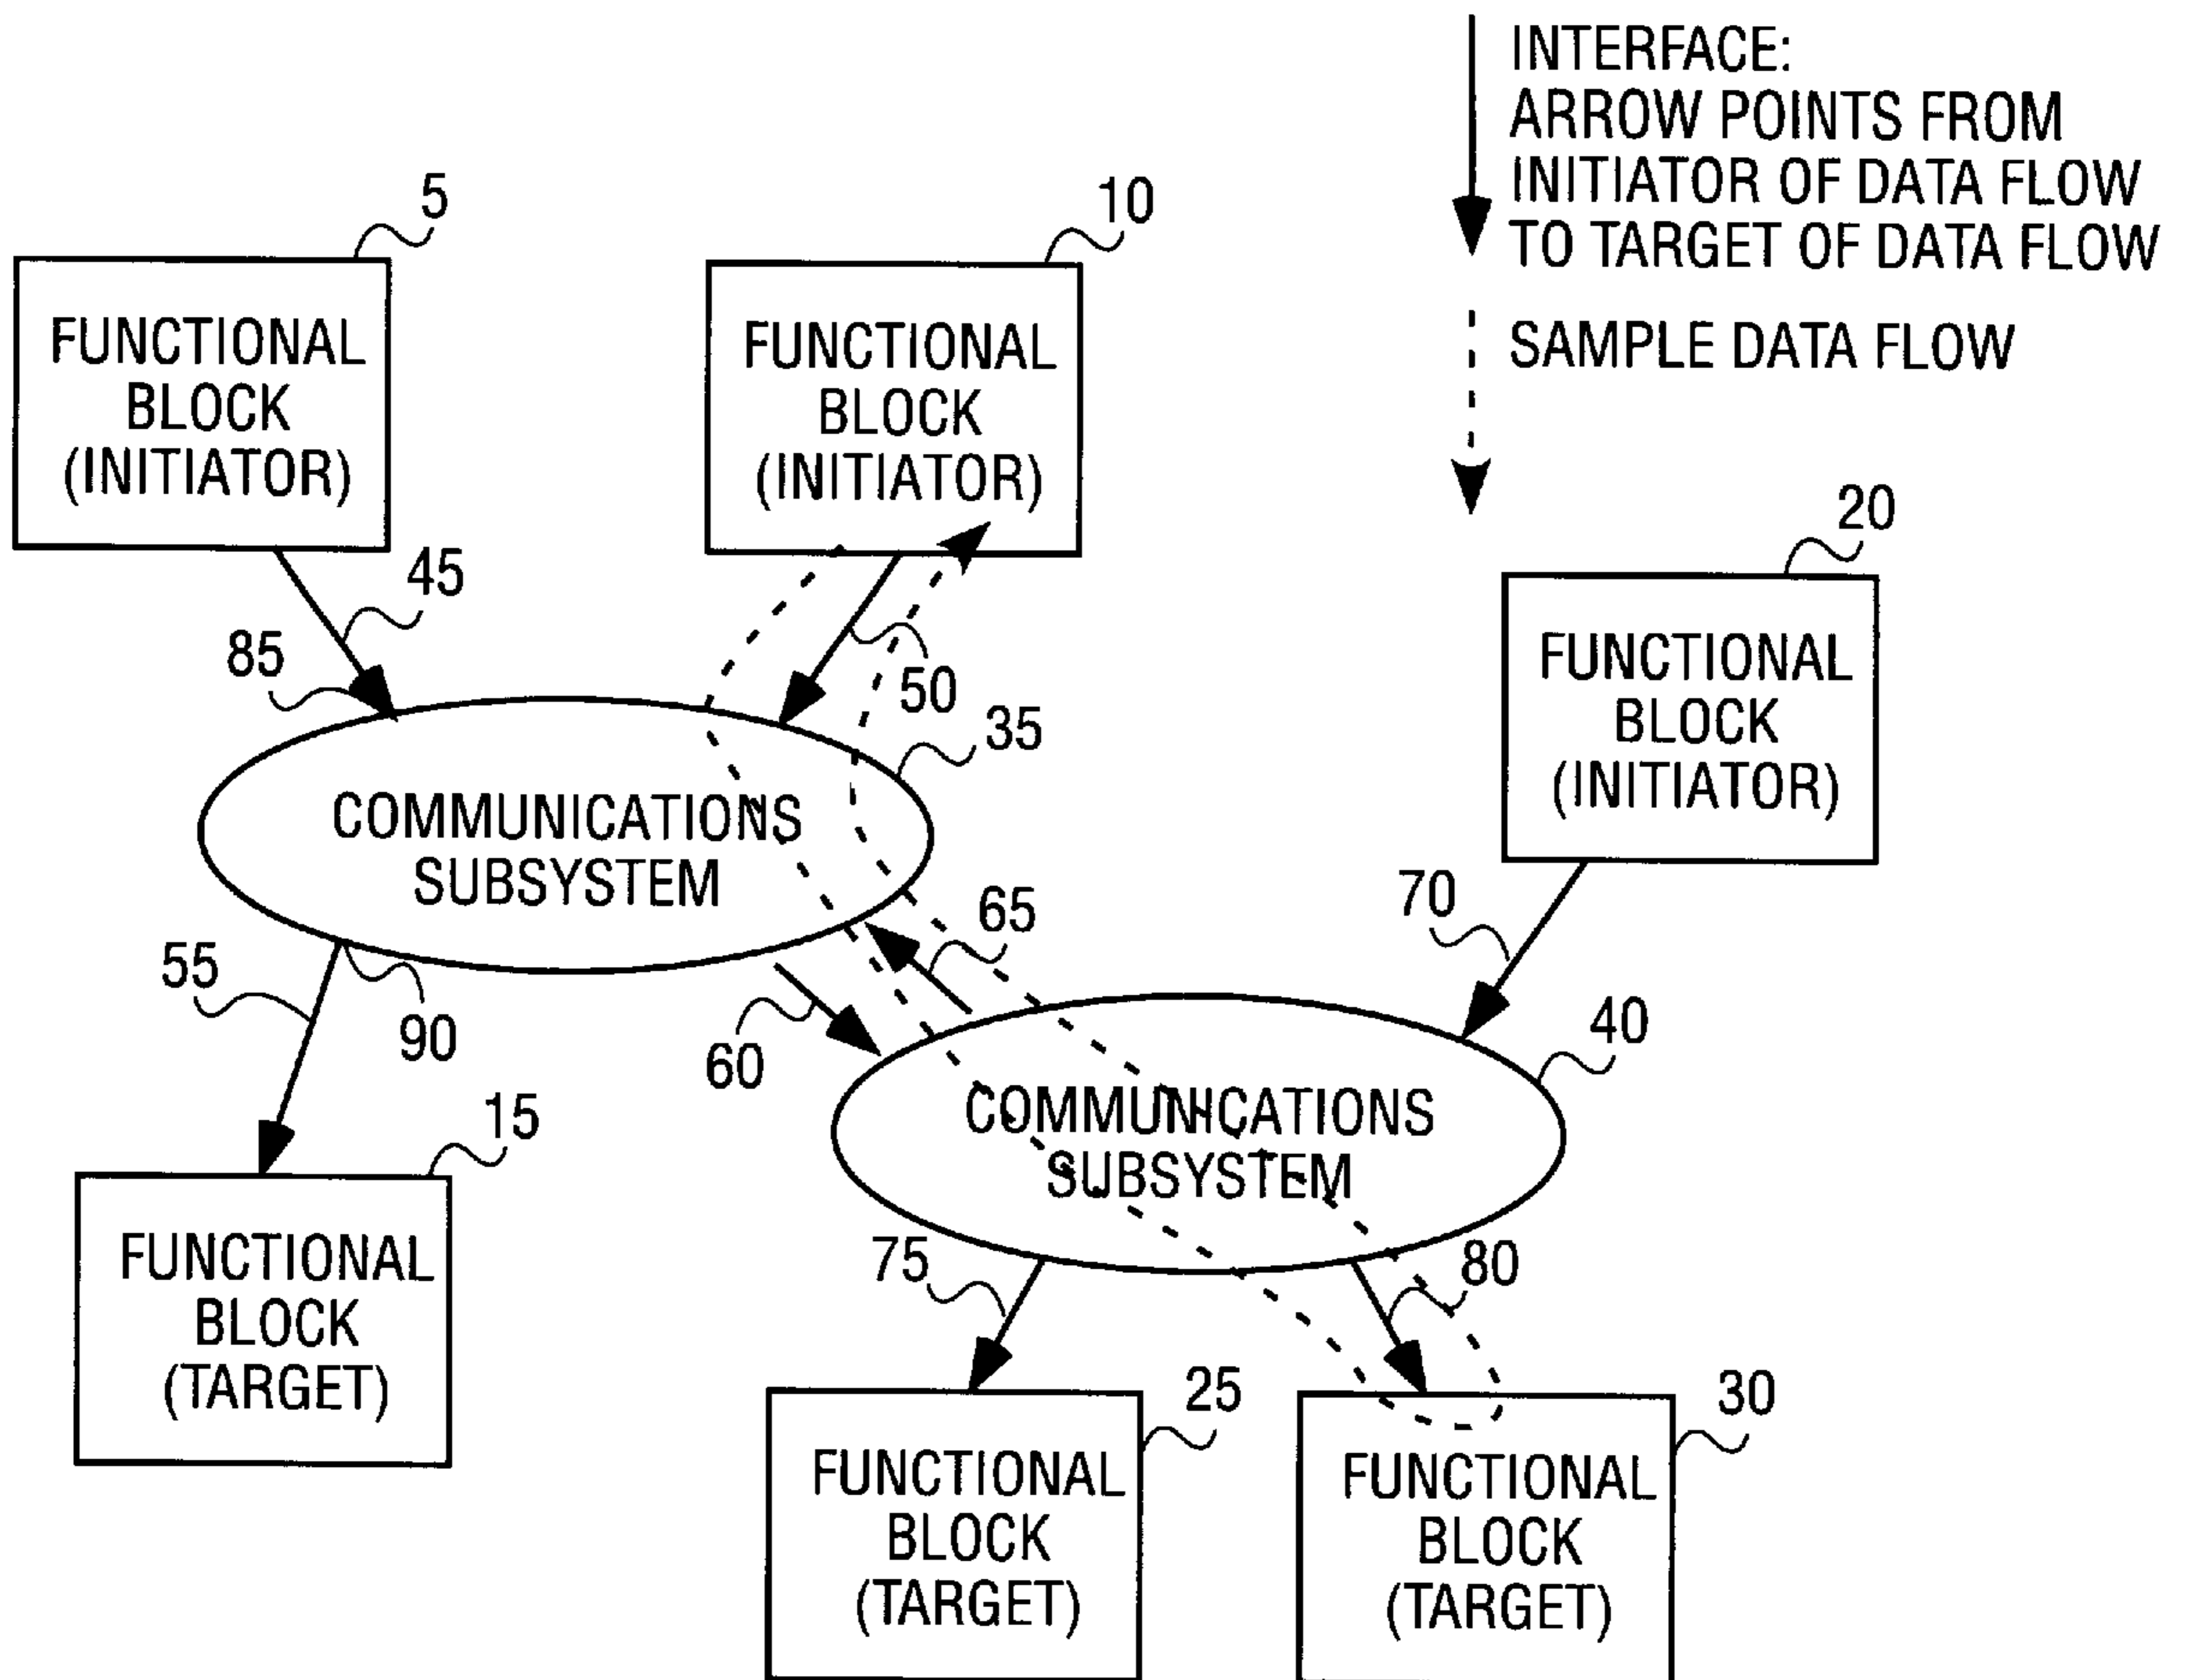 INTERFACE:
ARROW POINTS FROM
INITIATOR OF DATA FLOW
TO TARGET OF DATA FLOW
SAMPLE DATA FLOW
5
FUNCTIONAL
BLOCK
(INITIATOR)
10
FUNCTIONAL
BLOCK
(INITIATOR)
20
FUNCTIONAL
BLOCK
(INITIATOR)
45
85
50
35
COMMUNICATIONS
SUBSYSTEM
70
65
55
90
60
40
COMMUNICATIONS
SUBSYSTEM
15
FUNCTIONAL
BLOCK
(TARGET)
75
80
25
FUNCTIONAL
BLOCK
(TARGET)
30
FUNCTIONAL
BLOCK
(TARGET)